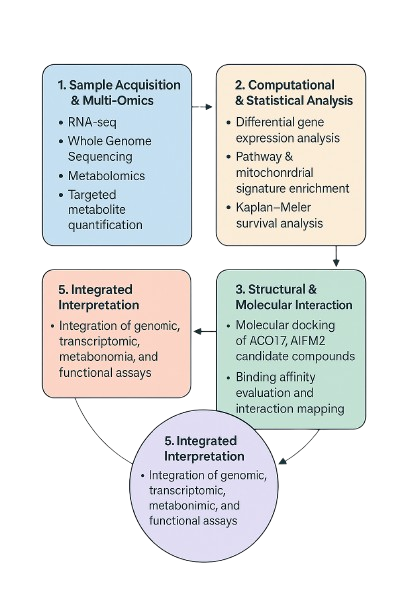 1. Sample Acquisition
& Multi-Omics
• RNA-seq
• Whole Genome
Sequencing
• Metabolomics
• Targeted
metabolite
quantification
2. Computational
& Statistical Analysis
• Differential gene
expression analysis
• Pathway &
mitochonrdrial
signature enrichment
• Kaplan–Meler
survival analysis
3. Structural &
Molecular Interaction
• Molecular docking
of ACO17, AIFM2
candidate compounds
• Binding affinity
evaluation and
interaction mapping
5. Integrated
Interpretation
• Integration of genomic,
transcriptomic,
metabonomia, and
functional assays
5. Integrated
Interpretation
• Integration of genomic,
transcriptomic,
metabonimic, and
functional assays